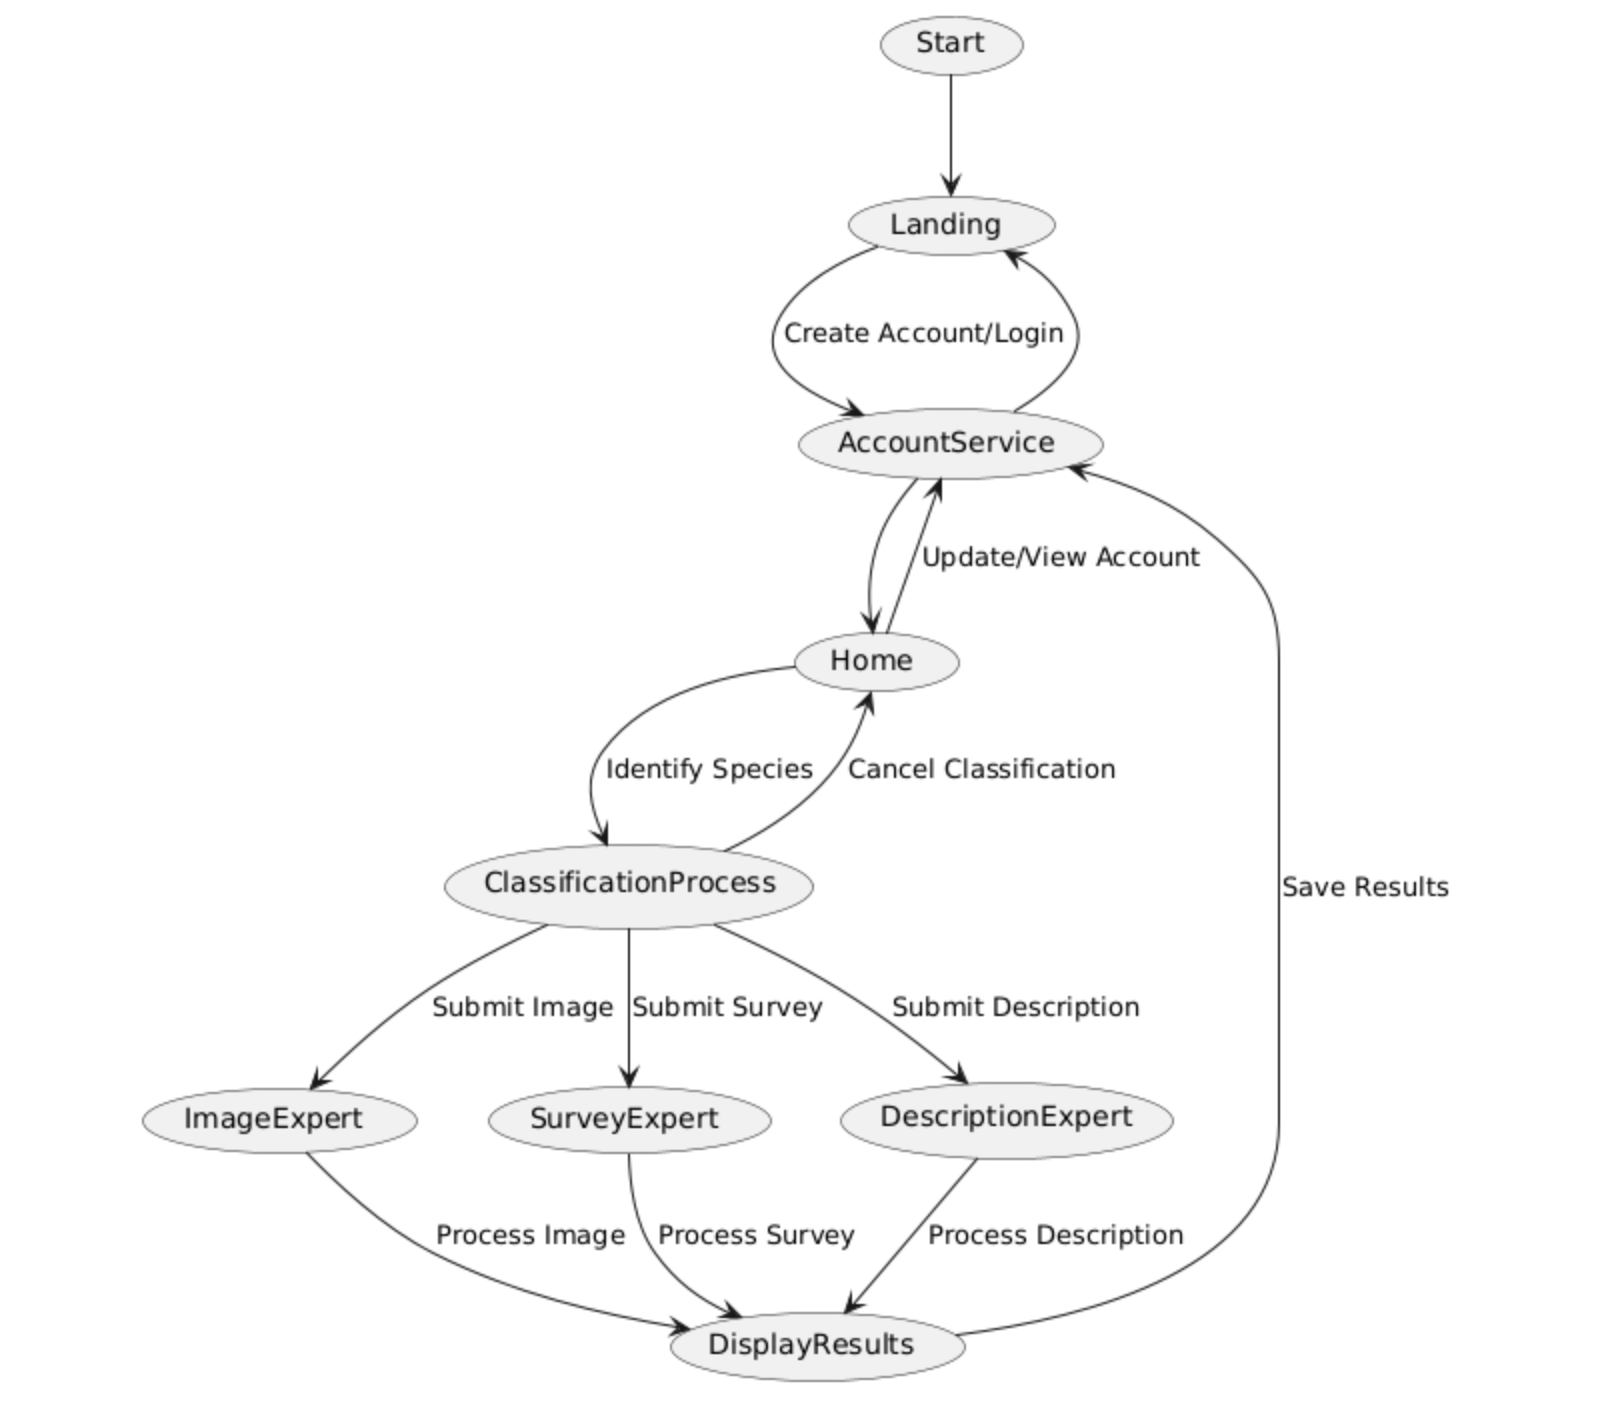 Start
Landing
Create Account/Login
AccountService
Update/View Account
Home
Identify Species
Cancel Classification
ClassificationProcess
Save Results
Submit Image
Submit Survey
Submit Description
ImageExpert
SurveyExpert
DescriptionExpert
Process Image
Process Survey
Process Description
DisplayResults